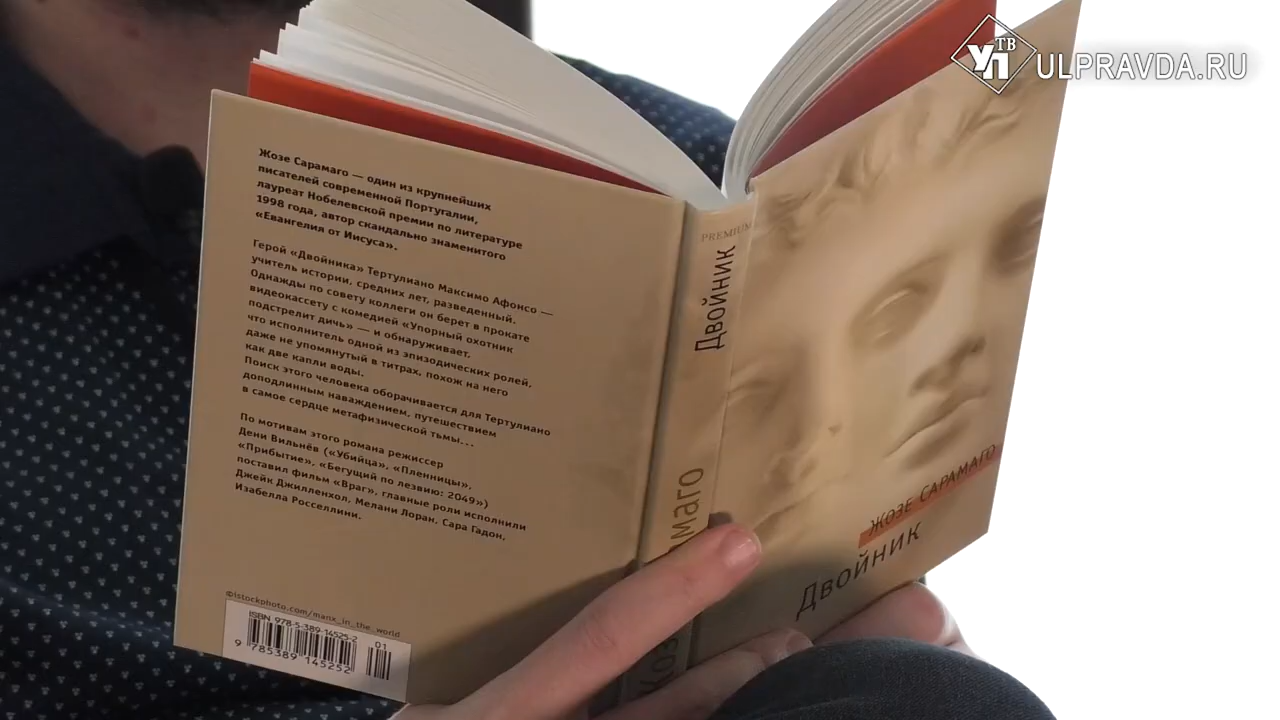 УП ТВ ULPRAVDA.RU
Жозе Сарамаго — один из крупнейших
писателей современной Португалии,
лауреат Нобелевской премии по литературе
1998 года, автор скандально знаменитого
«Евангелия от Иисуса».
Герой «Двойника» Тертулиано Максимо Афонсо —
учитель истории, средних лет, разведенный.
Однажды по совету коллеги он берет в прокате
видеокассету с комедией «Упорный охотник
подстрелит дичь» — и обнаруживает,
что исполнитель одной из эпизодических ролей,
даже не упомянутый в титрах, похож на него
как две капли воды.
Поиск этого человека оборачивается для Тертулиано
доподлинным наваждением, путешествием
в самое сердце метафизической тьмы...
По мотивам этого романа режиссер
Дени Вильнёв («Убийца», «Пленницы»,
«Прибытие», «Бегущий по лезвию: 2049»)
поставил фильм «Враг», главные роли исполнили
Джейк Джилленхол, Мелани Лоран, Сара Гадон,
Изабелла Росселлини.
©istockphoto.com/manx_in_the_world
ISBN 978-5-389-14525-2
01
9 785389 145252
PREMIUM
Двойник
ЖОЗЕ САРАМАГО
Двойник